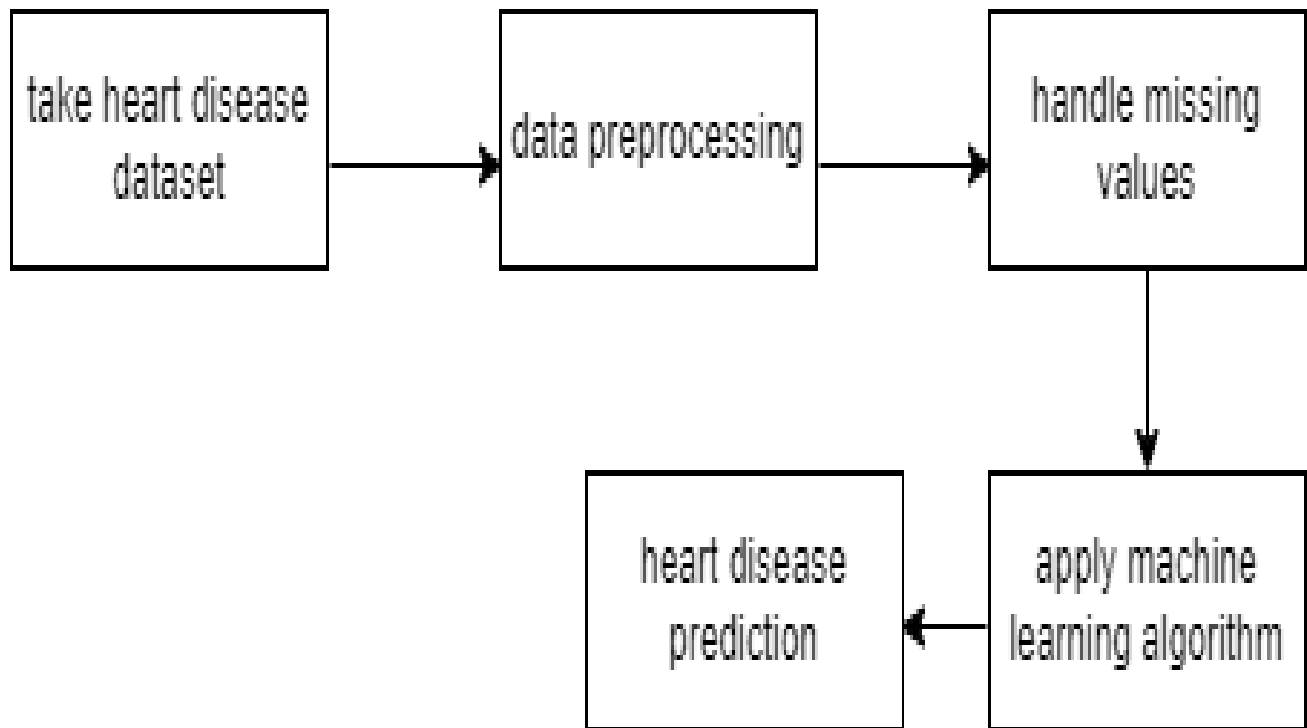 take heart disease
dataset
data preprocessing
handle missing
values
apply machine
learning algorithm
heart disease
prediction